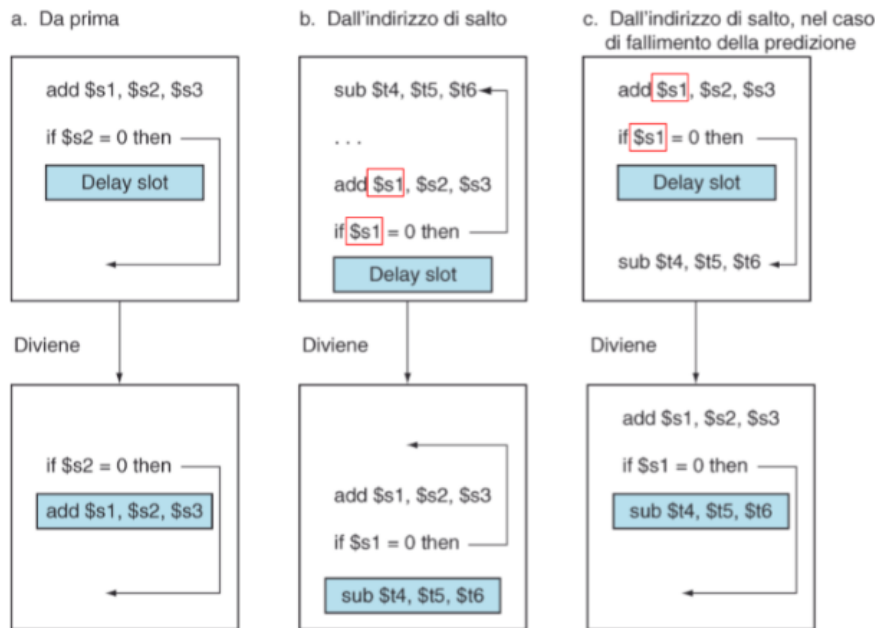 a. Da prima
add $s1, $s2, $s3
if $s2 = 0 then
Delay slot
Diviene
if $s2 = 0 then
add $s1, $s2, $s3
b. Dall'indirizzo di salto
sub $t4, $t5, $t6
. . .
add $s1, $s2, $s3
if $s1 = 0 then
Delay slot
Diviene
add $s1, $s2, $s3
if $s1 = 0 then
sub $t4, $t5, $t6
c. Dall'indirizzo di salto, nel caso
di fallimento della predizione
add $s1, $s2, $s3
if $s1 = 0 then
Delay slot
sub $t4, $t5, $t6
Diviene
add $s1, $s2, $s3
if $s1 = 0 then
sub $t4, $t5, $t6